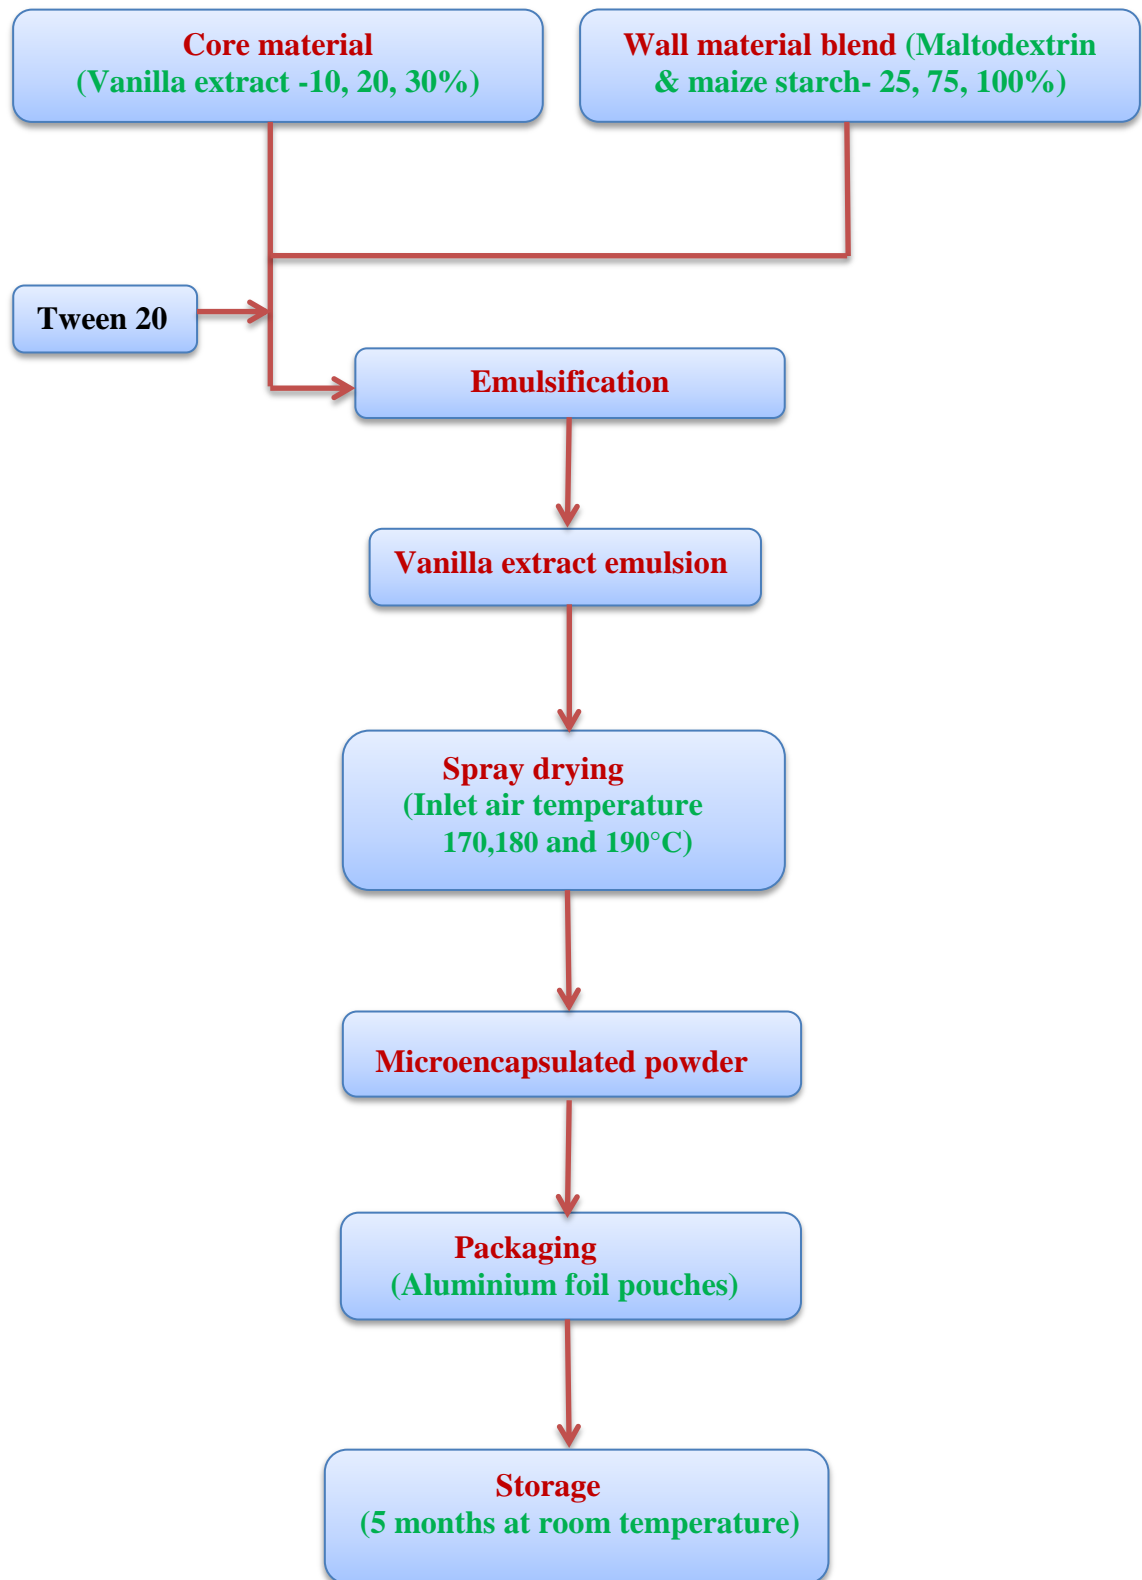 Core material
(Vanilla extract -10, 20, 30%)
Wall material blend (Maltodextrin
& maize starch- 25, 75, 100%)
Tween 20
Emulsification
Vanilla extract emulsion
Spray drying
(Inlet air temperature
170,180 and 190°C)
Microencapsulated powder
Packaging
(Aluminium foil pouches)
Storage
(5 months at room temperature)